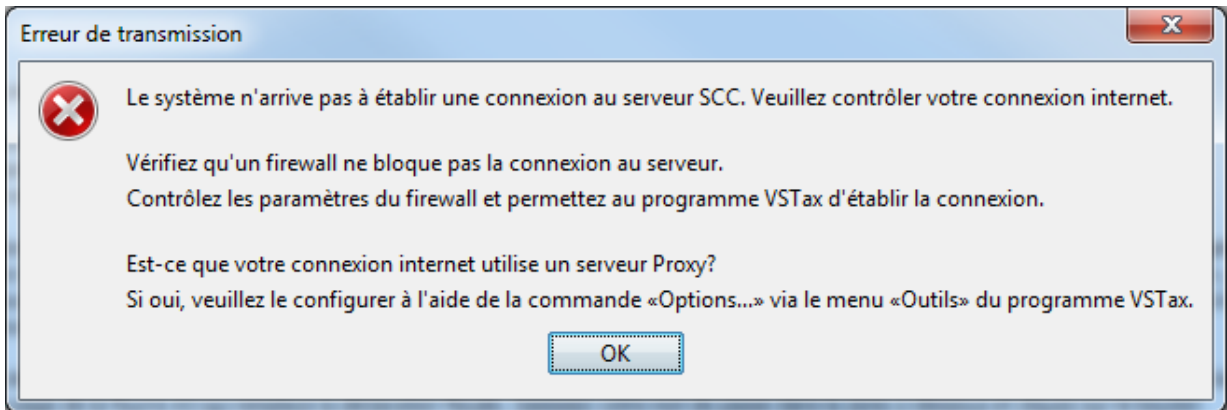 Erreur de transmission
Le système n'arrive pas à établir une connexion au serveur SCC. Veuillez contrôler votre connexion internet.
Vérifiez qu'un firewall ne bloque pas la connexion au serveur.
Contrôlez les paramètres du firewall et permettez au programme VSTax d'établir la connexion.
Est-ce que votre connexion internet utilise un serveur Proxy?
Si oui, veuillez le configurer à l'aide de la commande «Options...» via le menu «Outils» du programme VSTax.
OK